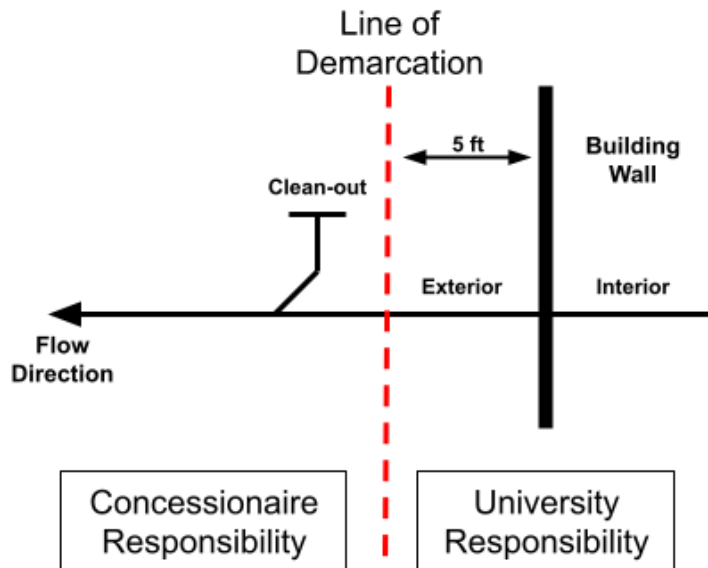 Line of
Demarcation
5 ft
Building
Wall
Clean-out
Exterior
Interior
Flow
Direction
Concessionaire
Responsibility
University
Responsibility